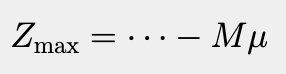 Z_max = ⋯ − Mμ